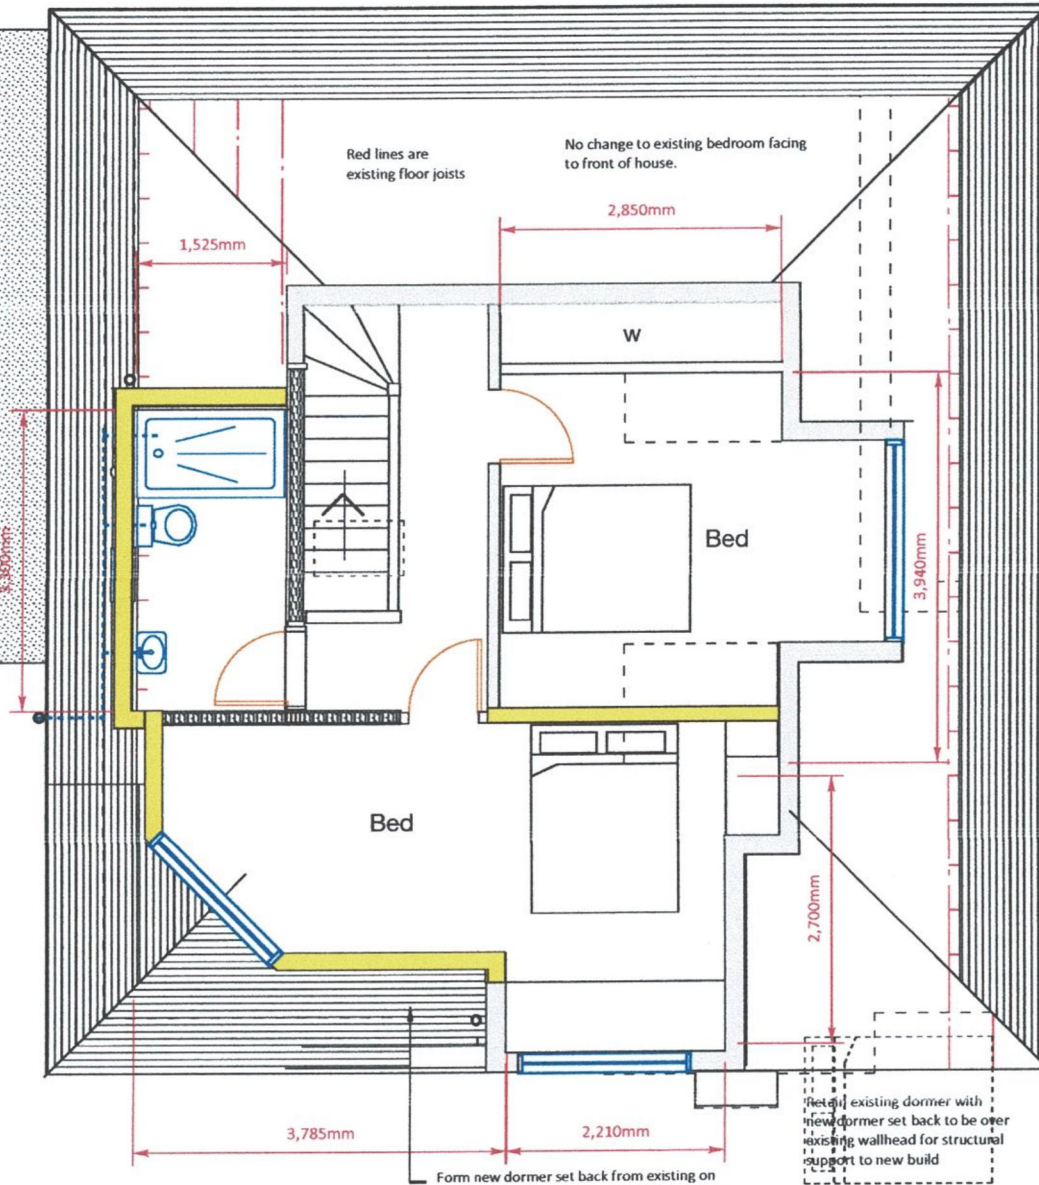 Red lines are
existing floor joists
No change to existing bedroom facing
to front of house.
2,850mm
1,525mm
W
3,300mm
Bed
3,940mm
Bed
2,700mm
Retain existing dormer with
new dormer set back to be over
existing wallhead for structural
support to new build
3,785mm
2,210mm
Form new dormer set back from existing on